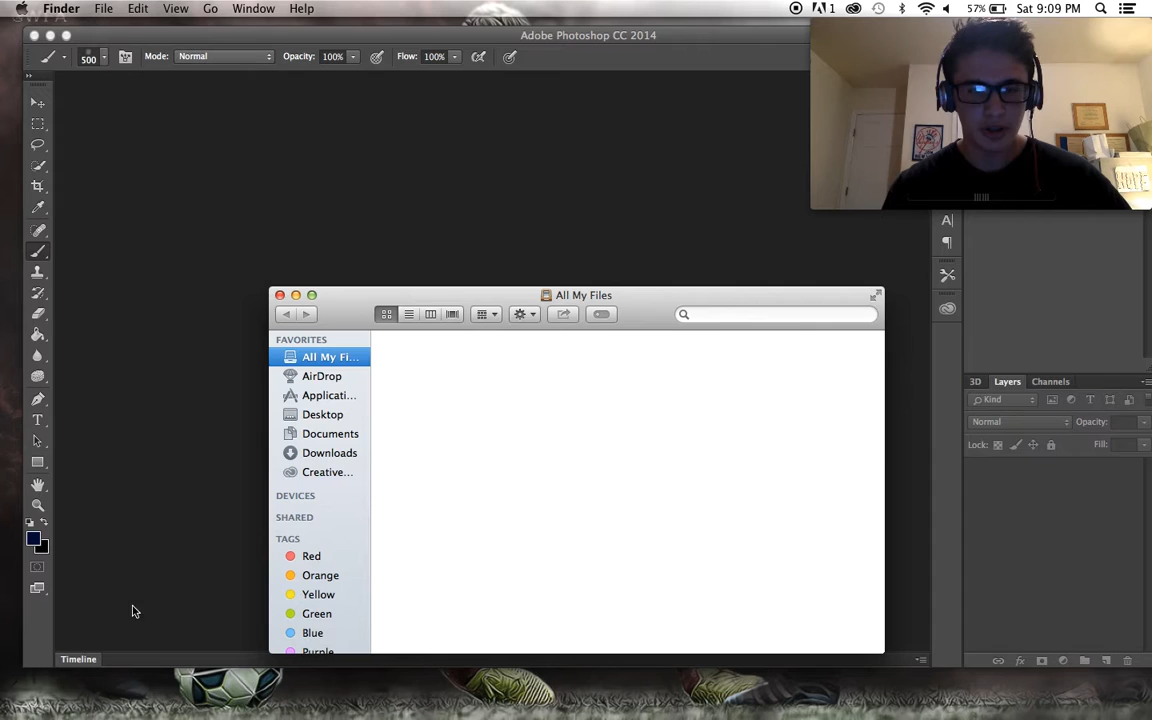 Finder File Edit View Go Window Help
1 57% Sat 9:09 PM
Adobe Photoshop CC 2014
500 Mode: Normal Opacity: 100% Flow: 100%
All My Files
FAVORITES
All My Fi...
AirDrop
Applicati...
Desktop
Documents
Downloads
Creative...
DEVICES
SHARED
TAGS
Red
Orange
Yellow
Green
Blue
Purple
3D Layers Channels
Kind
Normal Opacity:
Lock: Fill:
Timeline